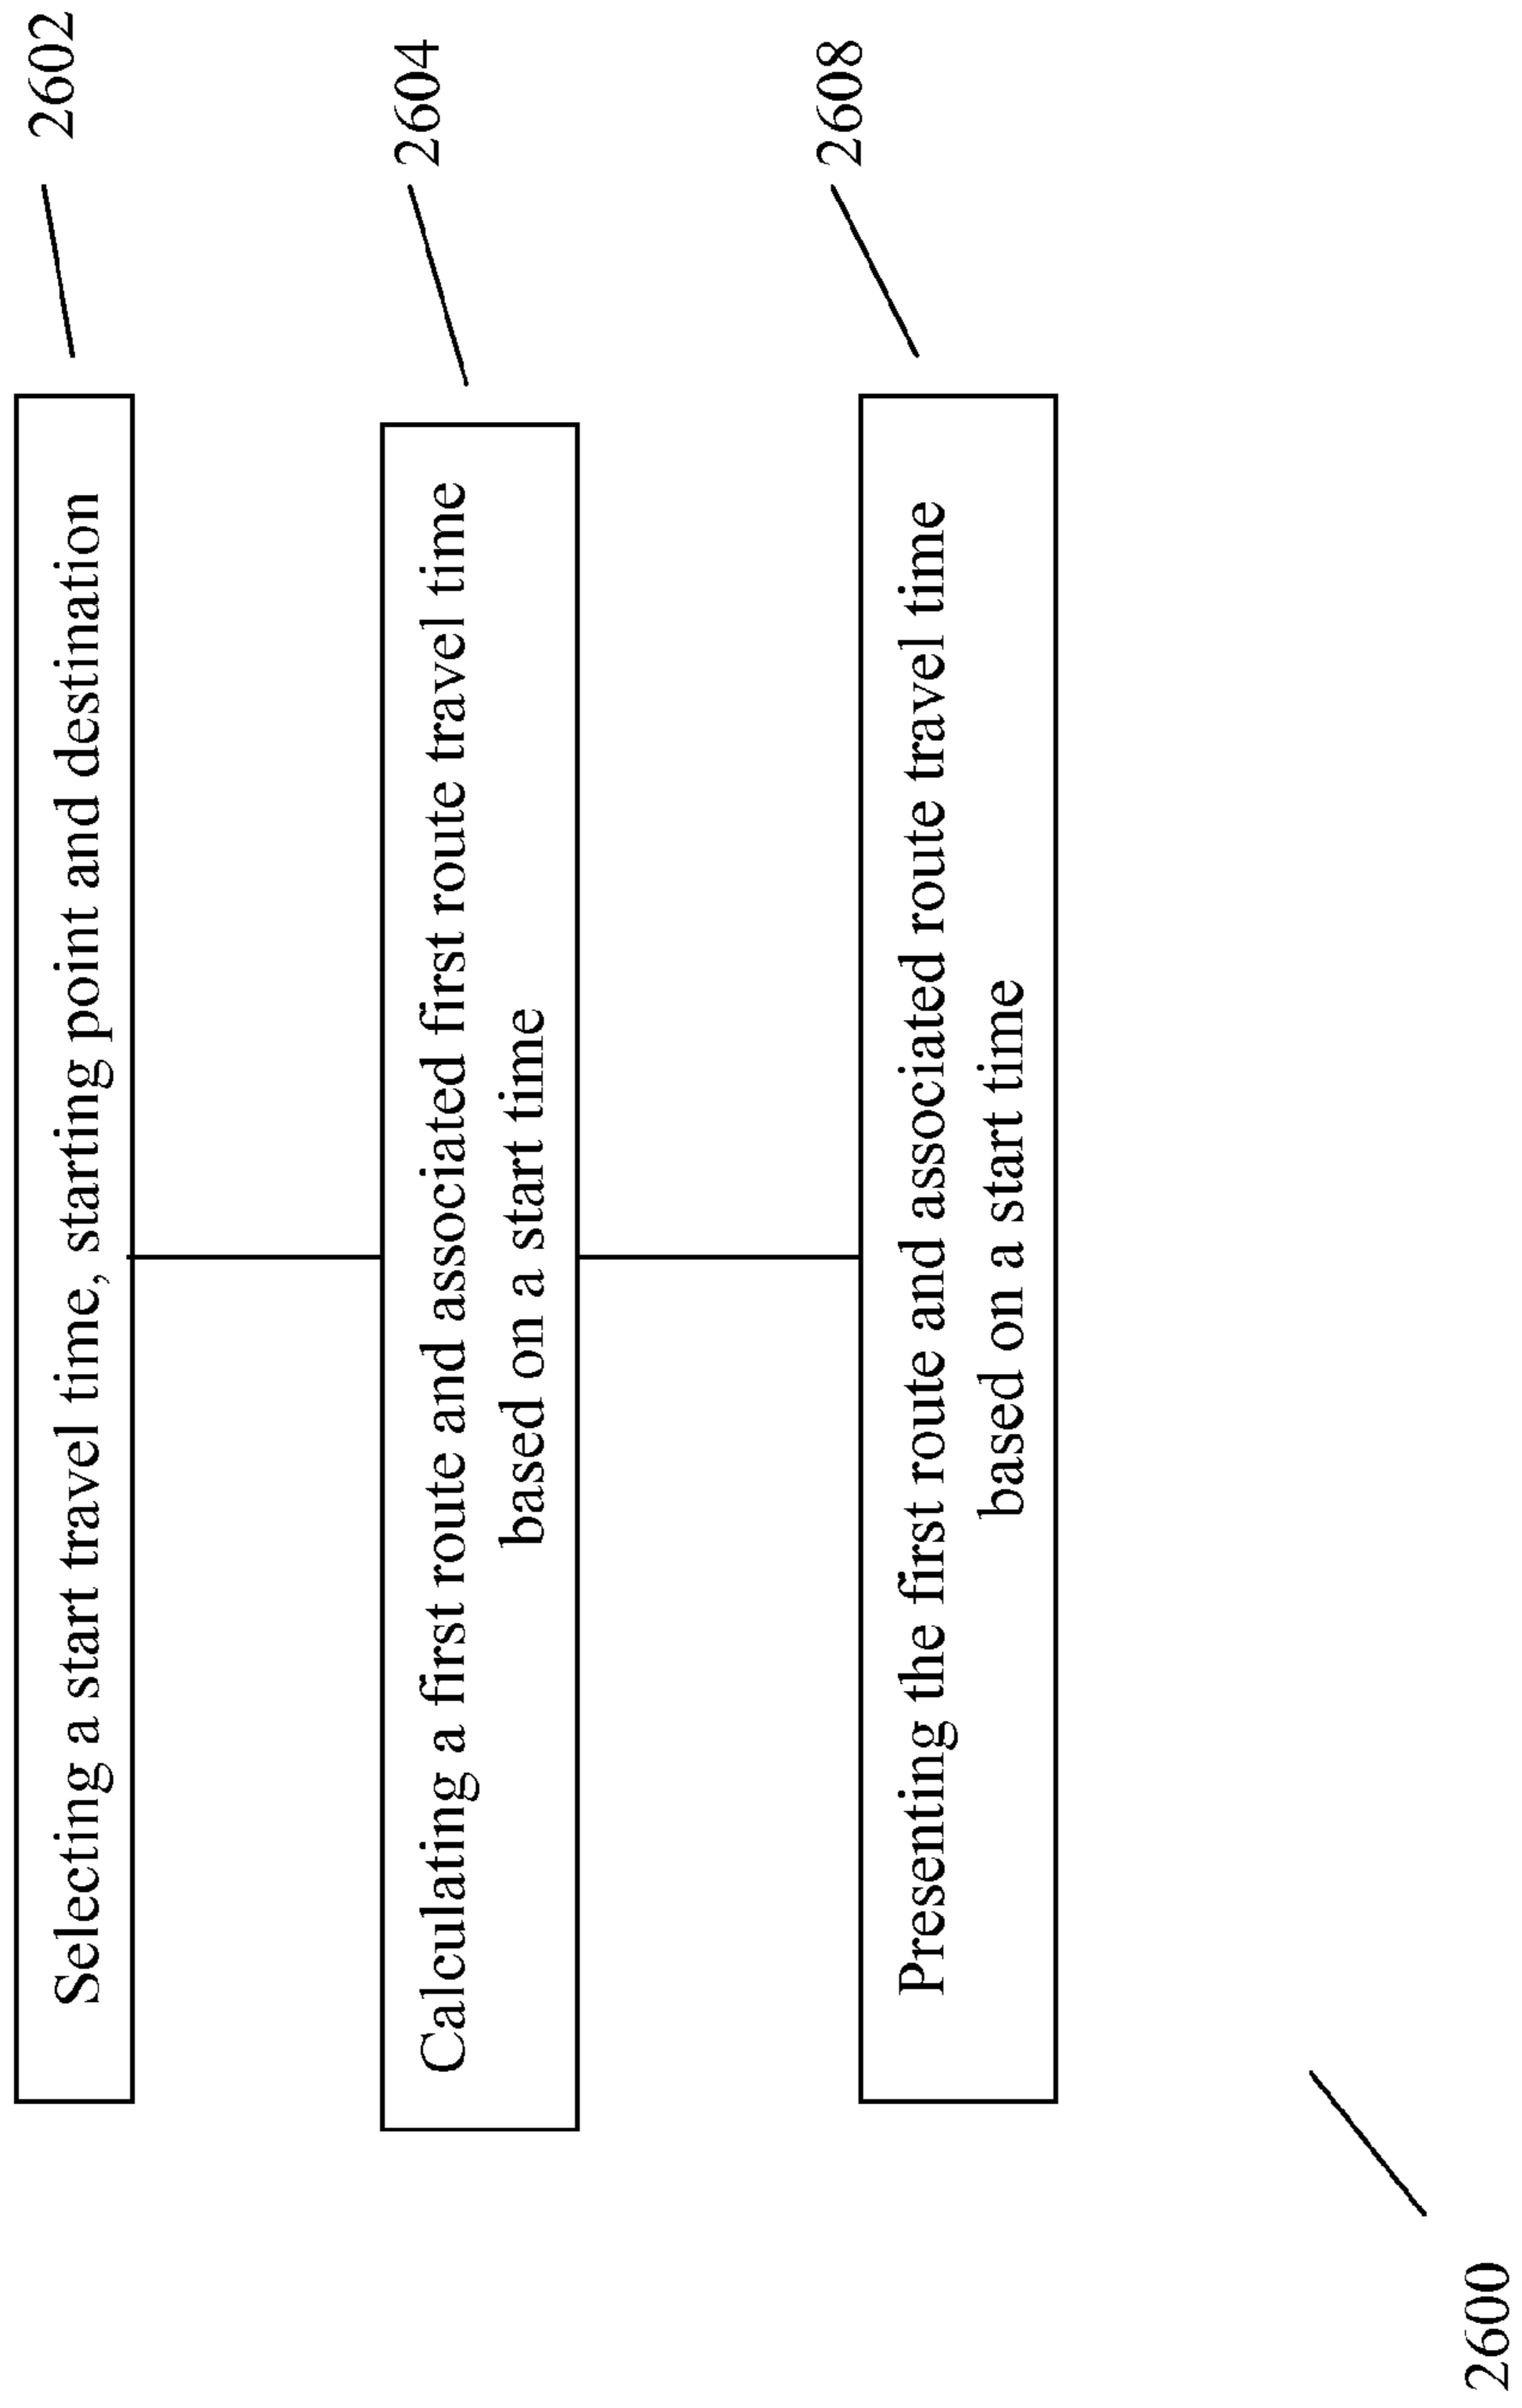 Selecting a start travel time, starting point and destination
2602
Calculating a first route and associated first route travel time
based on a start time
2604
Presenting the first route and associated route travel time
based on a start time
2608
2600